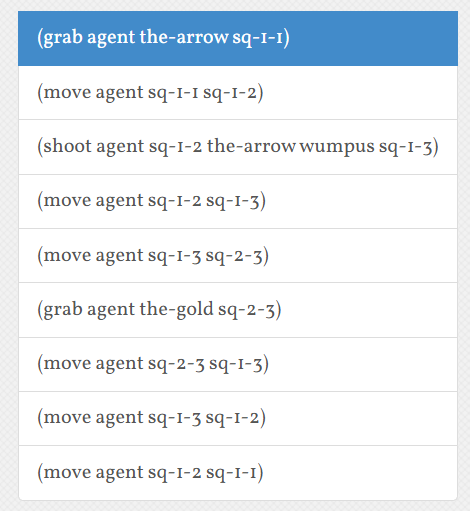 (grab agent the-arrow sq-1-1)
(move agent sq-1-1 sq-1-2)
(shoot agent sq-1-2 the-arrow wumpus sq-1-3)
(move agent sq-1-2 sq-1-3)
(move agent sq-1-3 sq-2-3)
(grab agent the-gold sq-2-3)
(move agent sq-2-3 sq-1-3)
(move agent sq-1-3 sq-1-2)
(move agent sq-1-2 sq-1-1)